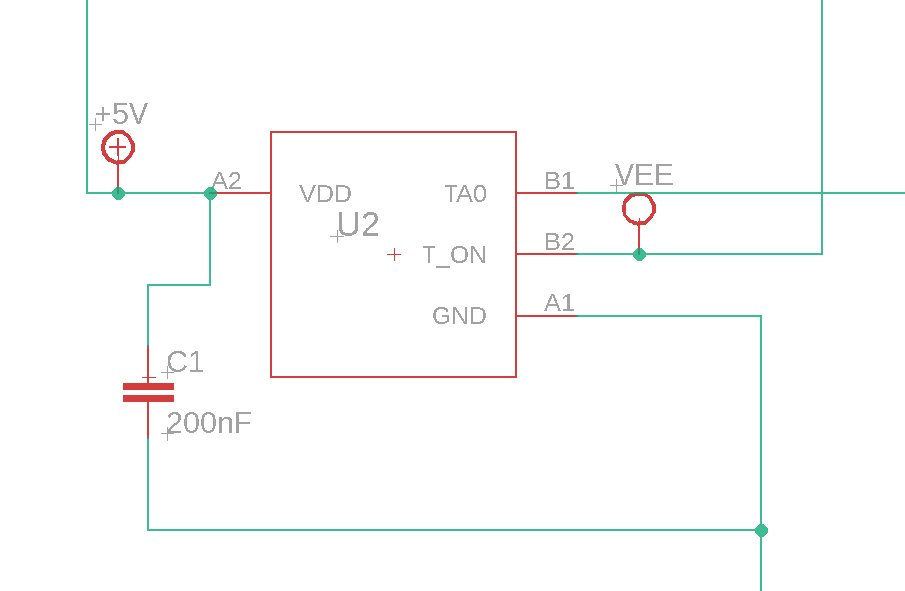 +5V
A2
VDD
TA0
B1
VEE
U2
T_ON
B2
GND
A1
C1
200nF